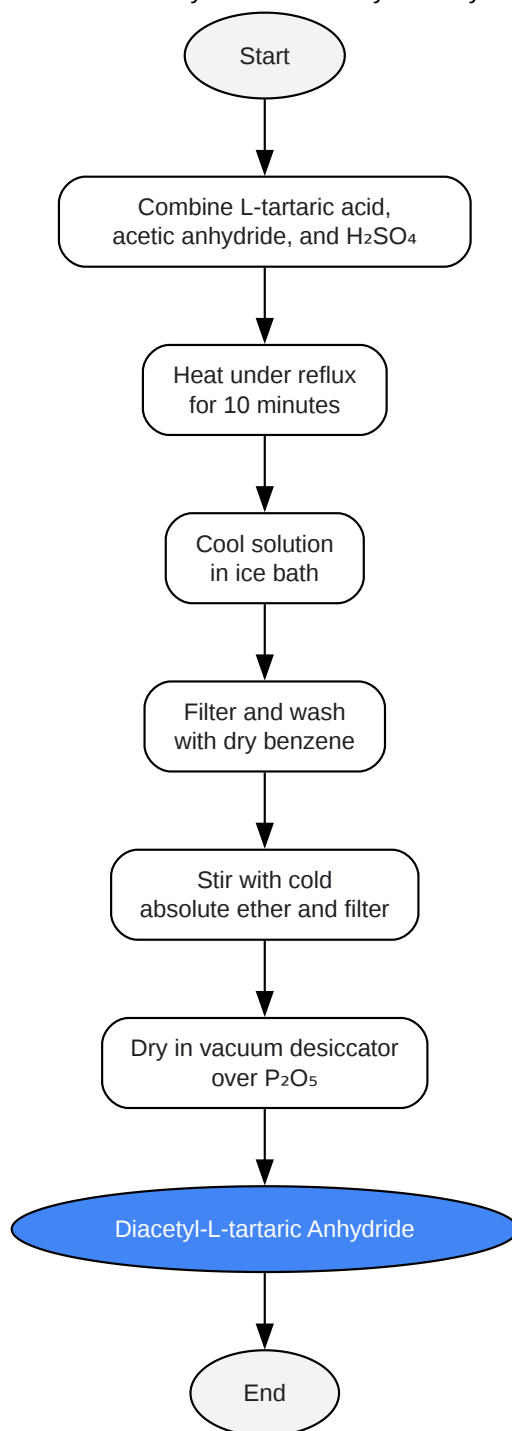 Start
Combine L-tartaric acid,
acetic anhydride, and H₂SO₄
Heat under reflux
for 10 minutes
Cool solution
in ice bath
Filter and wash
with dry benzene
Stir with cold
absolute ether and filter
Dry in vacuum desiccator
over P₂O₅
Diacetyl-L-tartaric Anhydride
End